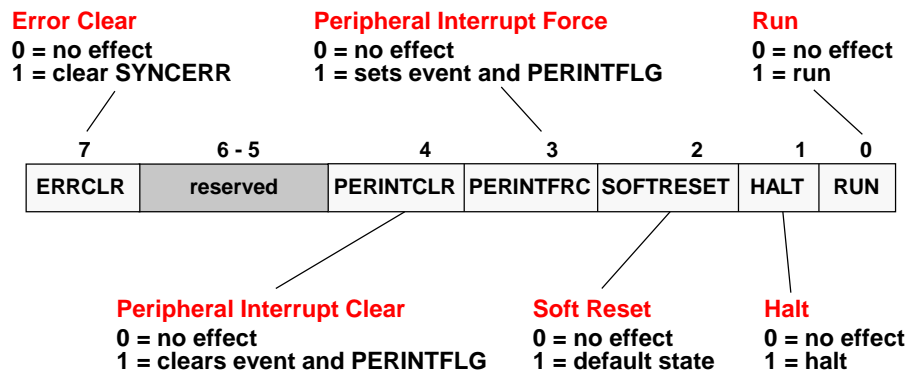 Error Clear
0 = no effect
1 = clear SYNCERR
Peripheral Interrupt Force
0 = no effect
1 = sets event and PERINTFLG
Run
0 = no effect
1 = run
7 6 - 5 4 3 2 1 0
ERRCLR reserved PERINTCLR PERINTFRC SOFTRESET HALT RUN
Peripheral Interrupt Clear
0 = no effect
1 = clears event and PERINTFLG
Soft Reset
0 = no effect
1 = default state
Halt
0 = no effect
1 = halt